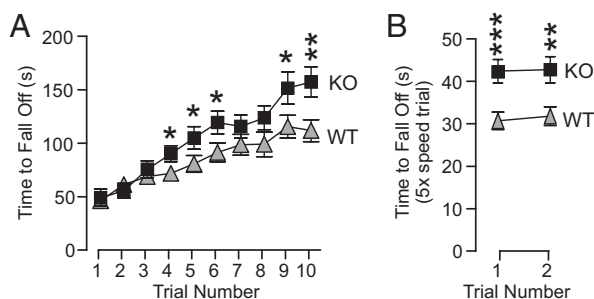 A
Time to Fall Off (s)
200
150
100
50
0
*
*
*
*
**
KO
WT
1 2 3 4 5 6 7 8 9 10
Trial Number
B
Time to Fall Off (s)
(5x speed trial)
50
40
30
20
10
0
***
**
KO
WT
1 2
Trial Number